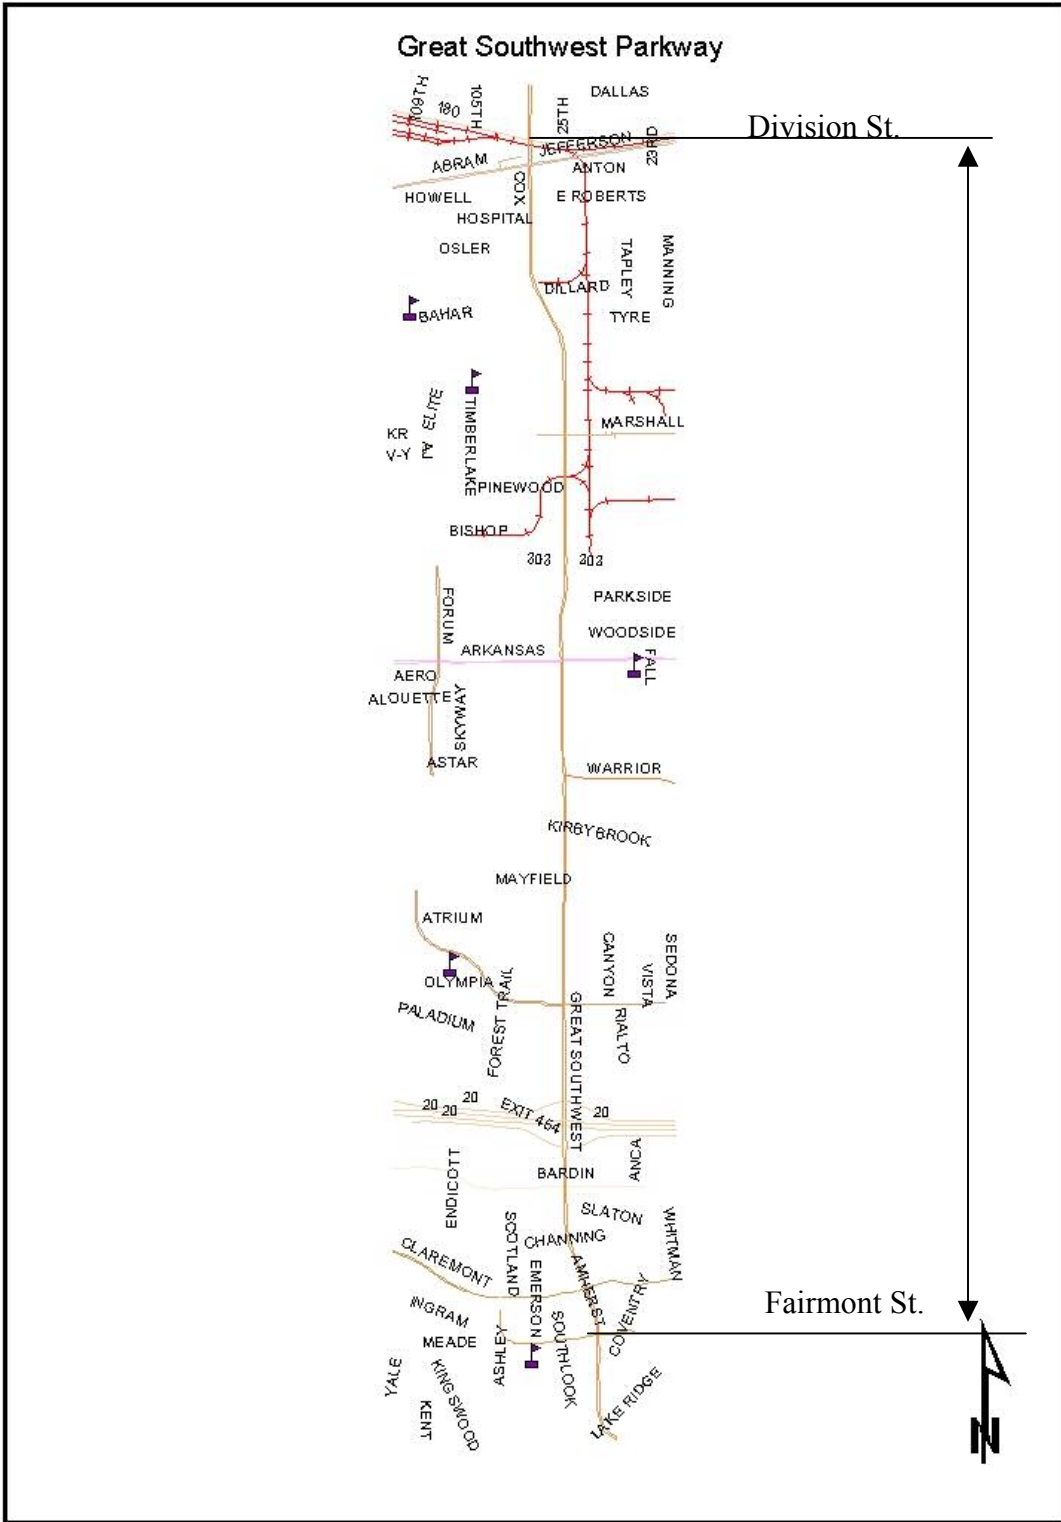 Great Southwest Parkway
109TH
180
105TH
25TH
DALLAS
Division St.
JEFFERSON
23RD
ABRAM
ANTON
COX
HOWELL
E ROBERTS
HOSPITAL
OSLER
TAPLEY
MANNING
DILLARD
BAHAR
TYRE
ELITE
TIMBERLAKE
MARSHALL
KR
V-Y
PINEWOOD
BISHOP
303
303
FORUM
PARKSIDE
WOODSIDE
ARKANSAS
FALL
AERO
ALOUETTE
SKYWAY
ASTAR
WARRIOR
KIRBYBROOK
MAYFIELD
ATRIUM
CANYON
VISTA
SEDONA
OLYMPIA
FOREST TRAIL
GREAT SOUTHWEST
PALADIUM
RIALTO
20
20
20
EXIT 454
20
ANCA
BARDIN
ENDICOTT
SLATON
WHITMAN
SCOTLAND
CHANNING
CLAREMONT
EMERSON
AMHERST
COVENTRY
Fairmont St.
INGRAM
MEADE
ASHLEY
SOUTHLOOK
YALE
KINGSWOOD
KENT
LAKE RIDGE
N